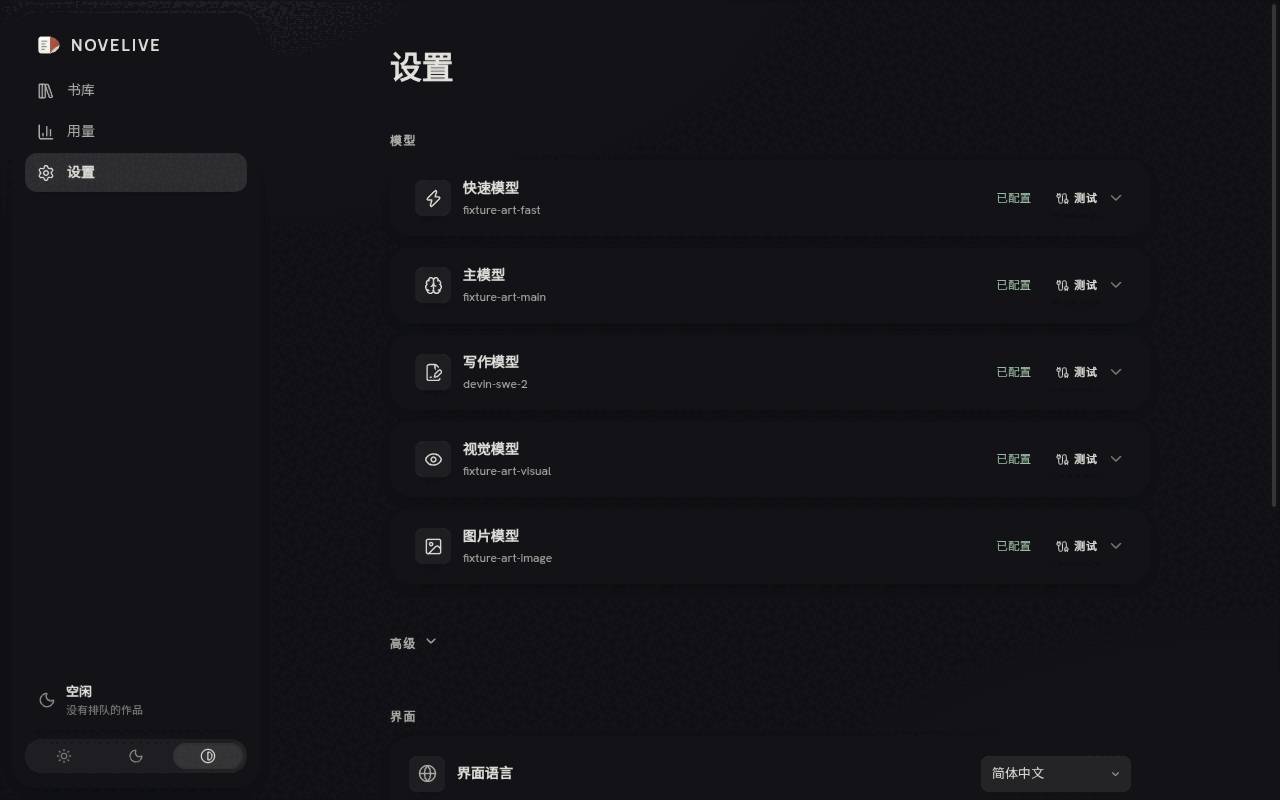 NOVELIVE
书库
用量
设置
空闲
没有排队的作品
设置
模型
快速模型
fixture-art-fast
已配置
测试
主模型
fixture-art-main
已配置
测试
写作模型
devin-swe-2
已配置
测试
视觉模型
fixture-art-visual
已配置
测试
图片模型
fixture-art-image
已配置
测试
高级
界面
界面语言
简体中文